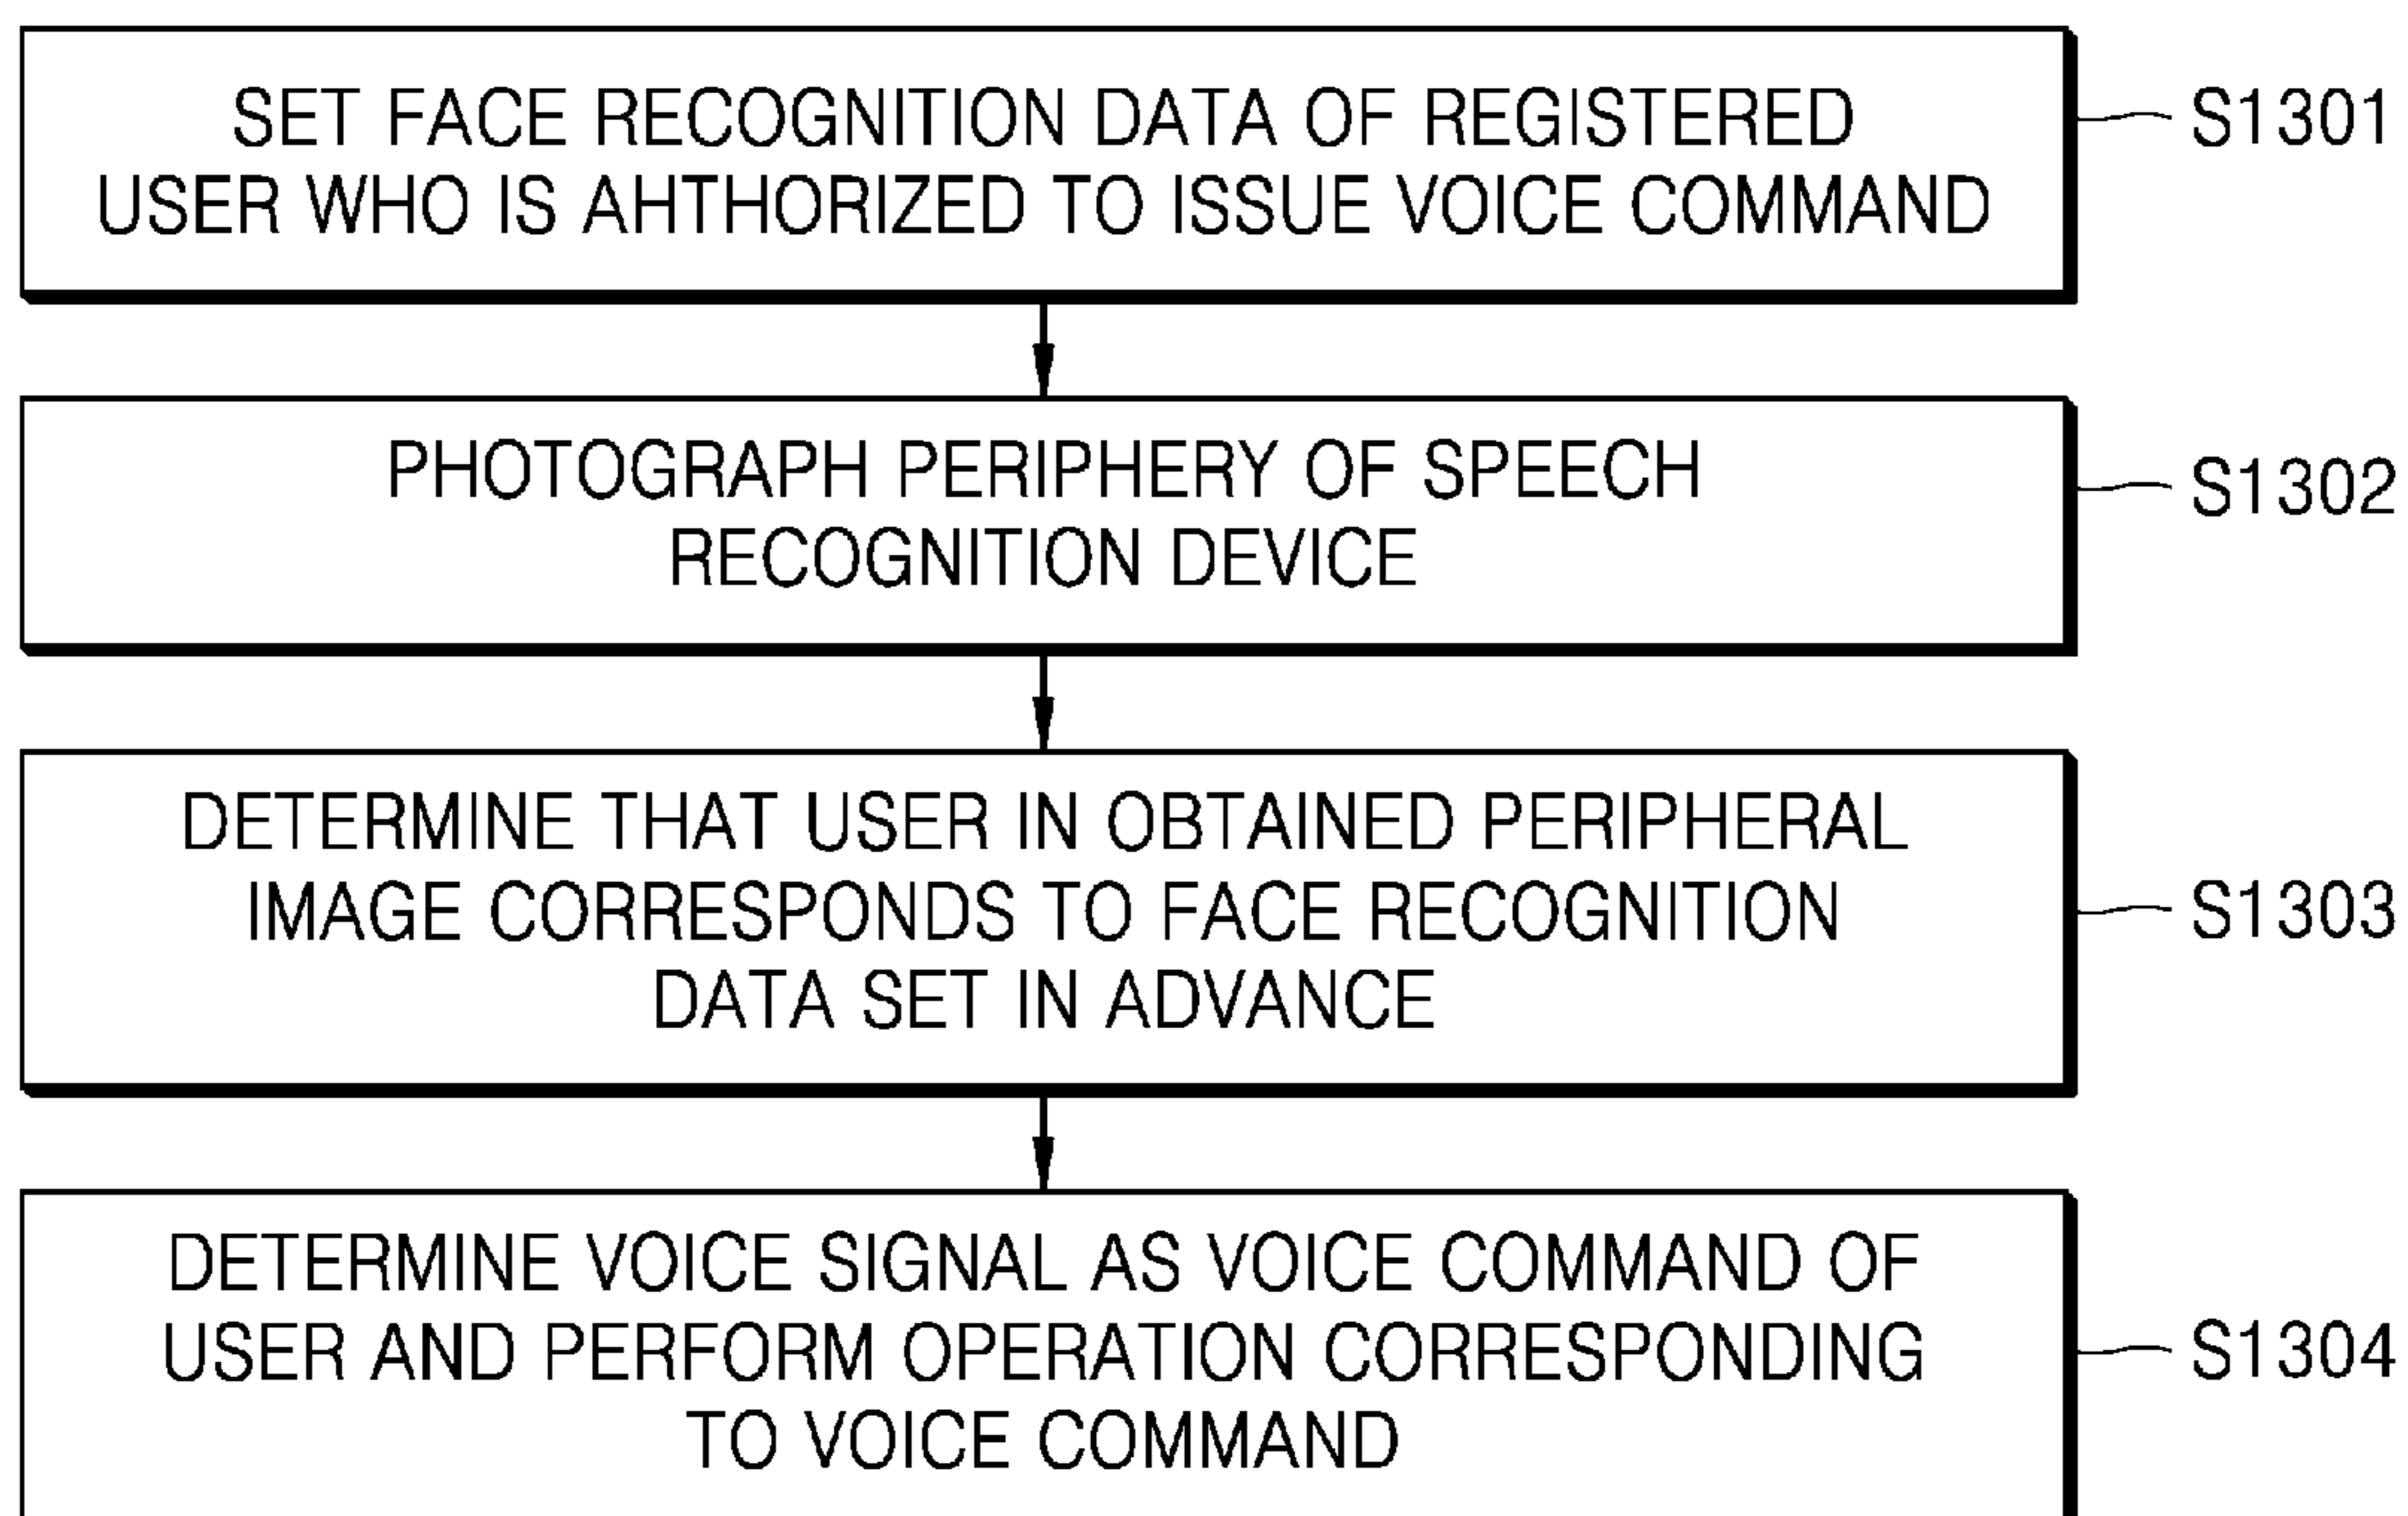 SET FACE RECOGNITION DATA OF REGISTERED
USER WHO IS AHTHORIZED TO ISSUE VOICE COMMAND
S1301
PHOTOGRAPH PERIPHERY OF SPEECH
RECOGNITION DEVICE
S1302
DETERMINE THAT USER IN OBTAINED PERIPHERAL
IMAGE CORRESPONDS TO FACE RECOGNITION
DATA SET IN ADVANCE
S1303
DETERMINE VOICE SIGNAL AS VOICE COMMAND OF
USER AND PERFORM OPERATION CORRESPONDING
TO VOICE COMMAND
S1304